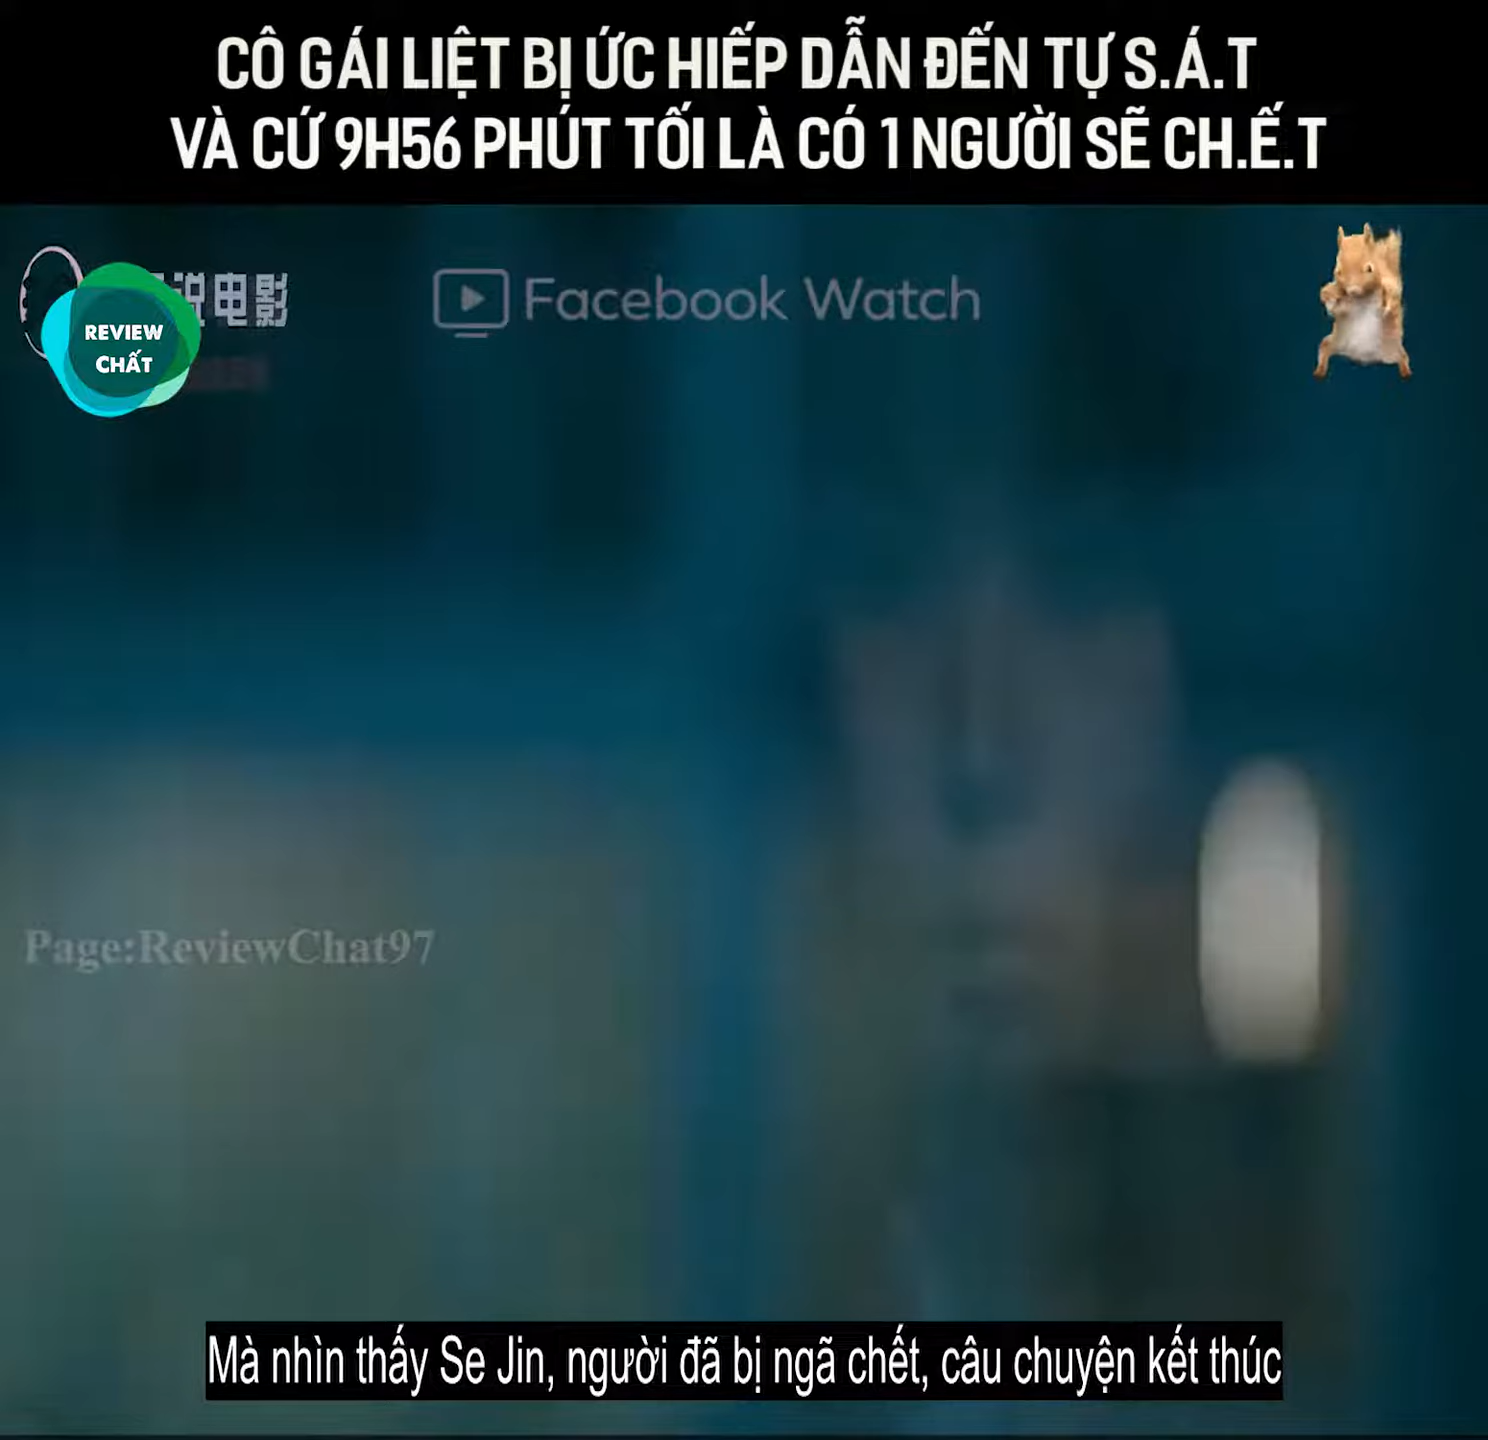 CÔ GÁI LIỆT BỊ ỨC HIẾP DẪN ĐẾN TỰ S.Á.T
VÀ CỨ 9H56 PHÚT TỐI LÀ CÓ 1 NGƯỜI SẼ CH.Ế.T
说电影
Facebook Watch
REVIEW
CHẤT
Page:ReviewChat97
Mà nhìn thấy Se Jin, người đã bị ngã chết, câu chuyện kết thúc